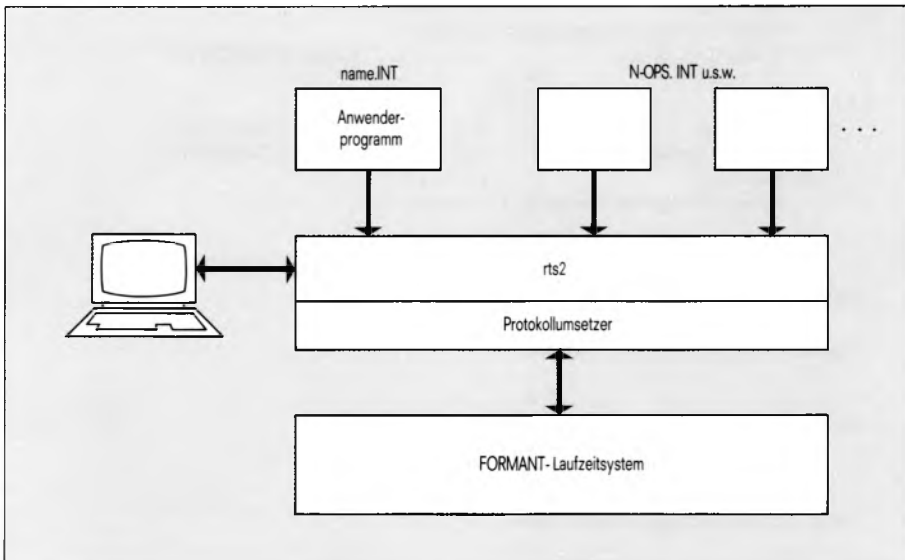 name.INT
N-OPS. INT u.s.w.
Anwender-
programm
. . .
rts2
Protokollumsetzer
FORMANT- Laufzeitsystem